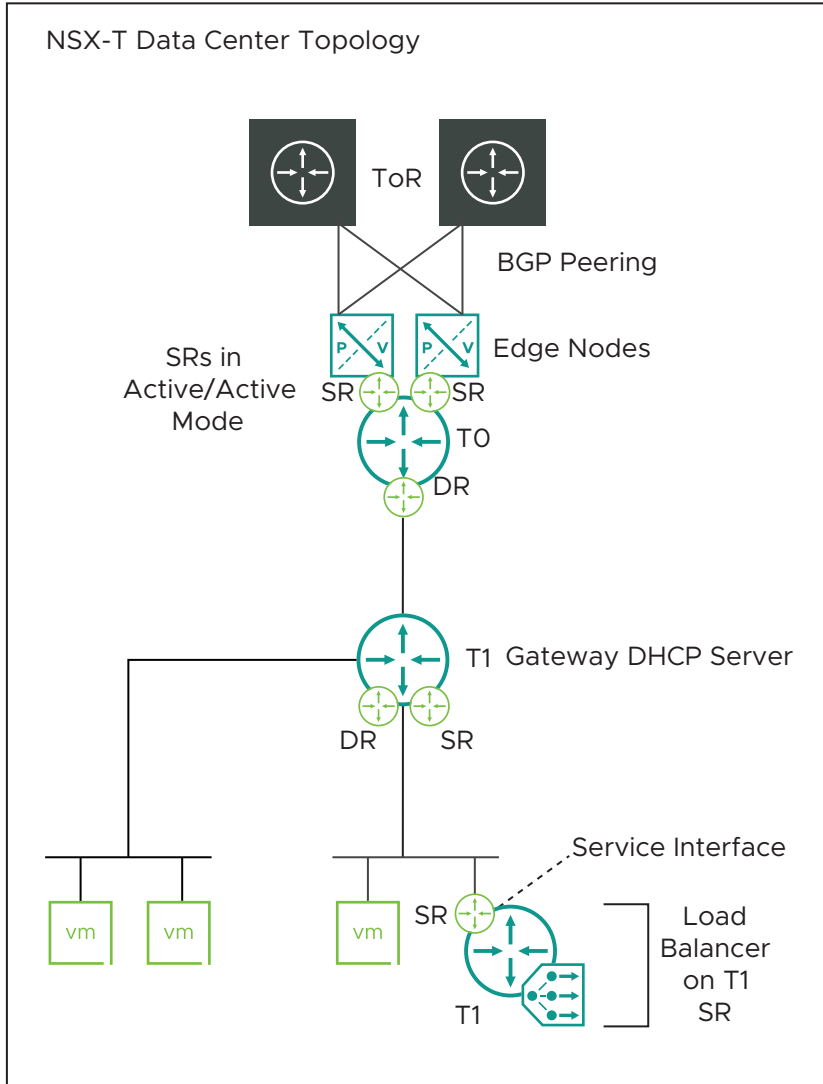 NSX-T Data Center Topology
ToR
BGP Peering
P V
P V
Edge Nodes
SRs in
Active/Active
Mode
SR
SR
T0
DR
T1 Gateway DHCP Server
DR
SR
Service Interface
vm
vm
vm
SR
T1
Load
Balancer
on T1
SR